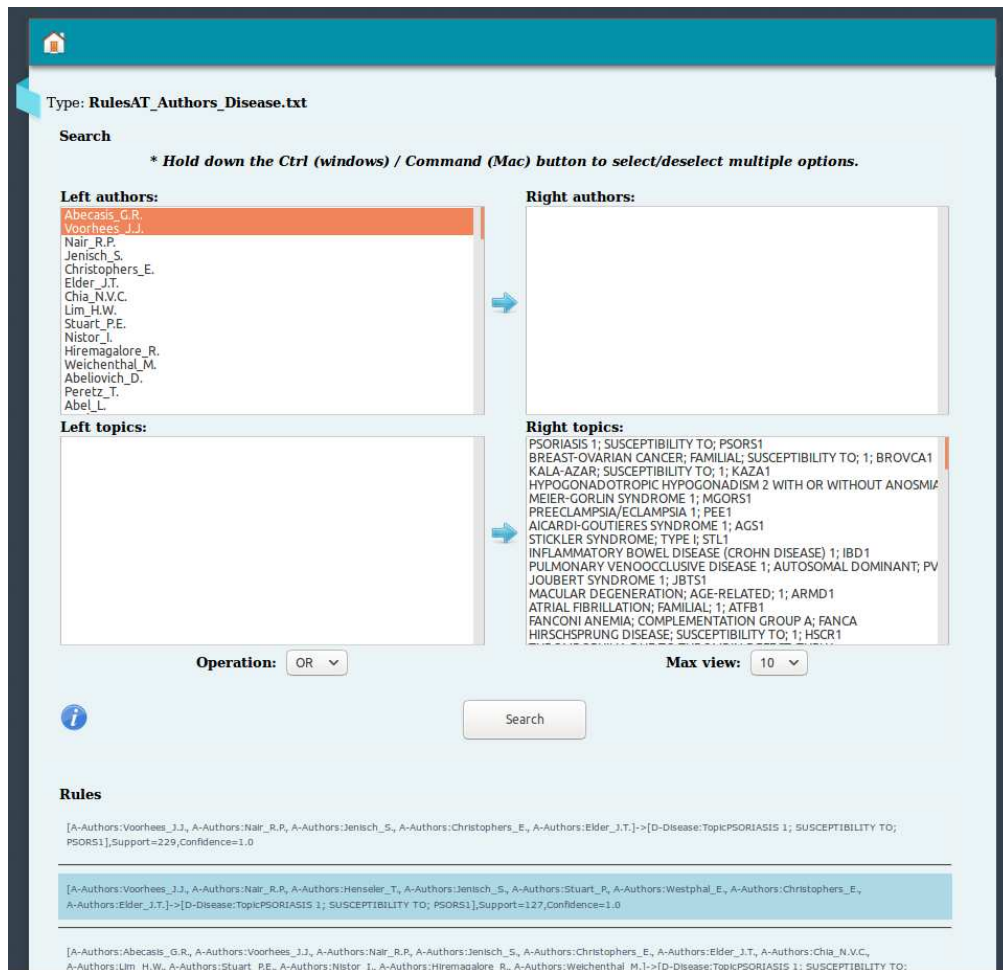 Type: RulesAT_Authors_Disease.txt
Search
* Hold down the Ctrl (windows) / Command (Mac) button to select/deselect multiple options.
Left authors:
Abecasis_G.R.
Voorhees_J.J.
Nair_R.P.
Jenisch_S.
Christophers_E.
Elder_J.T.
Chia_N.V.C.
Lim_H.W.
Stuart_P.E.
Nistor_I.
Hiremagalore_R.
Weichenthal_M.
Abeliovich_D.
Peretz_T.
Abel_L.
Right authors:
Left topics:
Right topics:
PSORIASIS 1; SUSCEPTIBILITY TO; PSORS1
BREAST-OVARIAN CANCER; FAMILIAL; SUSCEPTIBILITY TO; 1; BROVCA1
KALA-AZAR; SUSCEPTIBILITY TO; 1; KAZA1
HYPOGONADOTROPIC HYPOGONADISM 2 WITH OR WITHOUT ANOSMIA
MEIER-GORLIN SYNDROME 1; MGORS1
PREECLAMPSIA/ECLAMPSIA 1; PEE1
AICARDI-GOUTIERES SYNDROME 1; AGS1
STICKLER SYNDROME; TYPE I; STL1
INFLAMMATORY BOWEL DISEASE (CROHN DISEASE) 1; IBD1
PULMONARY VENOOCCLUSIVE DISEASE 1; AUTOSOMAL DOMINANT; PV
JOUBERT SYNDROME 1; JBTS1
MACULAR DEGENERATION; AGE-RELATED; 1; ARMD1
ATRIAL FIBRILLATION; FAMILIAL; 1; ATFB1
FANCONI ANEMIA; COMPLEMENTATION GROUP A; FANCA
HIRSCHSPRUNG DISEASE; SUSCEPTIBILITY TO; 1; HSCR1
Operation: OR
Max view: 10
Search
Rules
[A-Authors:Voorhees_J.J., A-Authors:Nair_R.P., A-Authors:Jenisch_S., A-Authors:Christophers_E., A-Authors:Elder_J.T.]->[D-Disease:TopicPSORIASIS 1; SUSCEPTIBILITY TO;
PSORS1],Support=229,Confidence=1.0
[A-Authors:Voorhees_J.J., A-Authors:Nair_R.P., A-Authors:Henseler_T., A-Authors:Jenisch_S., A-Authors:Stuart_P., A-Authors:Westphal_E., A-Authors:Christophers_E.,
A-Authors:Elder_J.T.]->[D-Disease:TopicPSORIASIS 1; SUSCEPTIBILITY TO; PSORS1],Support=127,Confidence=1.0
[A-Authors:Abecasis_G.R., A-Authors:Voorhees_J.J., A-Authors:Nair_R.P., A-Authors:Jenisch_S., A-Authors:Christophers_E., A-Authors:Elder_J.T., A-Authors:Chia_N.V.C.,
A-Authors:Lim_H.W., A-Authors:Stuart_P.E., A-Authors:Nistor_I., A-Authors:Hiremagalore_R., A-Authors:Weichenthal_M.]->[D-Disease:TopicPSORIASIS 1; SUSCEPTIBILITY TO;